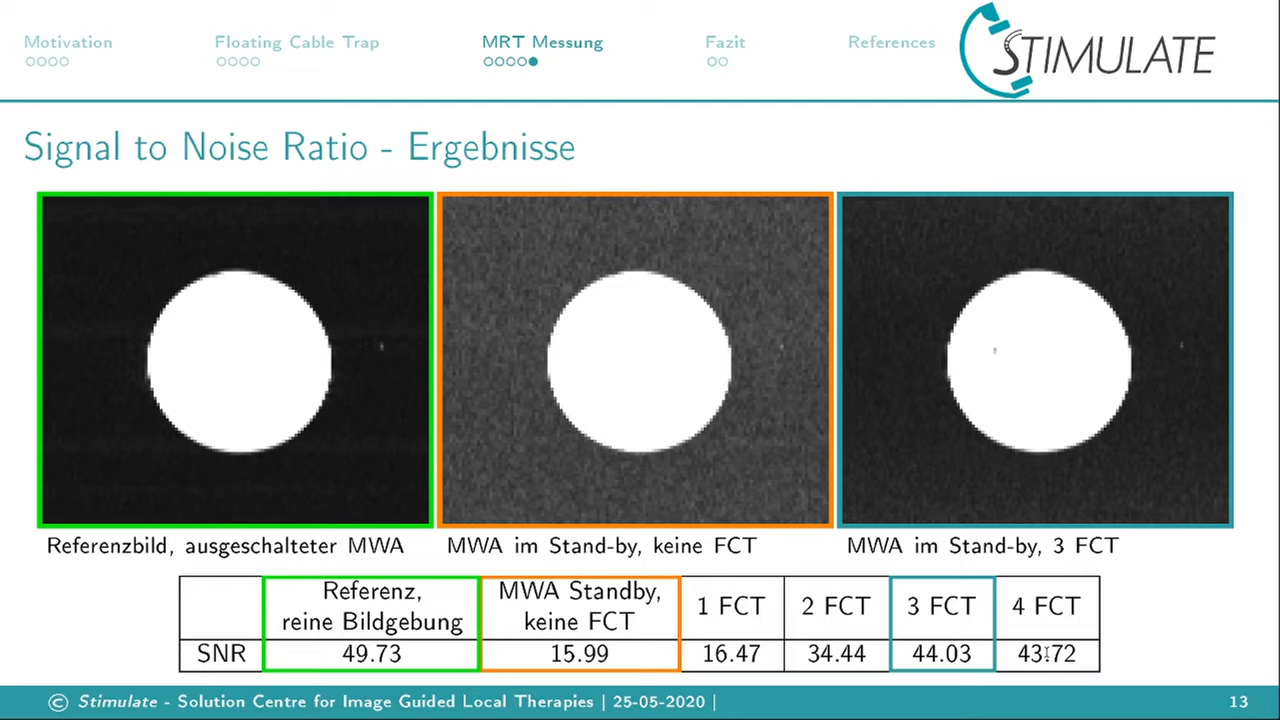 Motivation Floating Cable Trap MRT Messung Fazit References
STIMULATE
Signal to Noise Ratio - Ergebnisse
Referenzbild, ausgeschalteter MWA
MWA im Stand-by, keine FCT
MWA im Stand-by, 3 FCT
Referenz, reine Bildgebung
MWA Standby, keine FCT
1 FCT 2 FCT 3 FCT 4 FCT
SNR 49.73 15.99 16.47 34.44 44.03 43.72
© Stimulate - Solution Centre for Image Guided Local Therapies | 25-05-2020 | 13